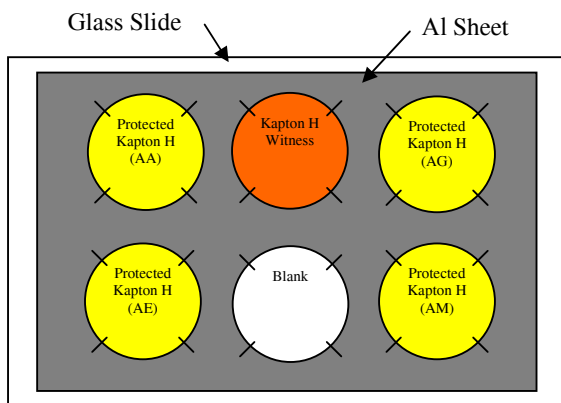 Glass Slide
Al Sheet
Protected
Kapton H
(AA)
Kapton H
Witness
Protected
Kapton H
(AG)
Protected
Kapton H
(AE)
Blank
Protected
Kapton H
(AM)